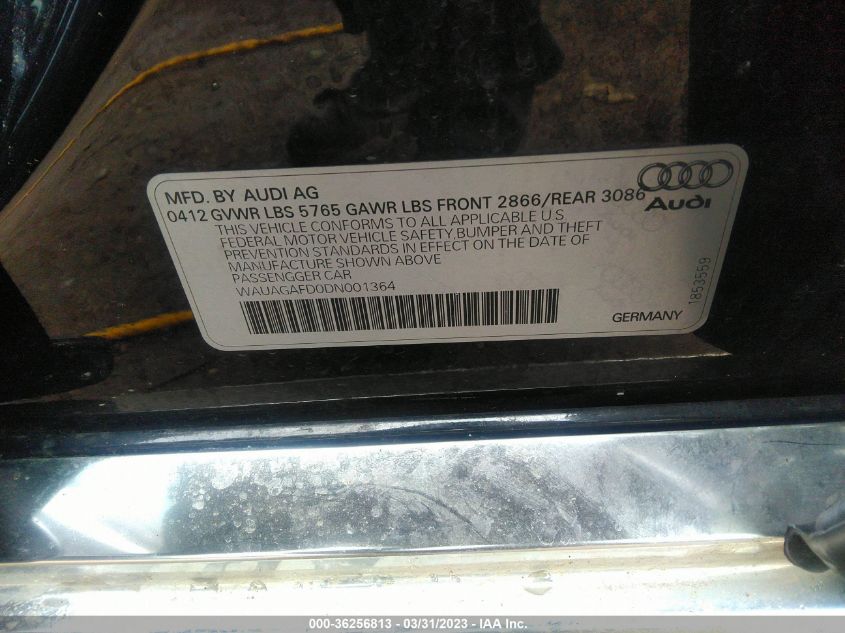 MFD. BY AUDI AG
0412 GVWR LBS 5765 GAWR LBS FRONT 2866/REAR 3086
THIS VEHICLE CONFORMS TO ALL APPLICABLE U.S
FEDERAL MOTOR VEHICLE SAFETY,BUMPER AND THEFT
PREVENTION STANDARDS IN EFFECT ON THE DATE OF
MANUFACTURE SHOWN ABOVE
PASSENGGER CAR
WAUAGAFD0DN001364
Audi
1853559
GERMANY
000-36256813 - 03/31/2023 - IAA Inc.